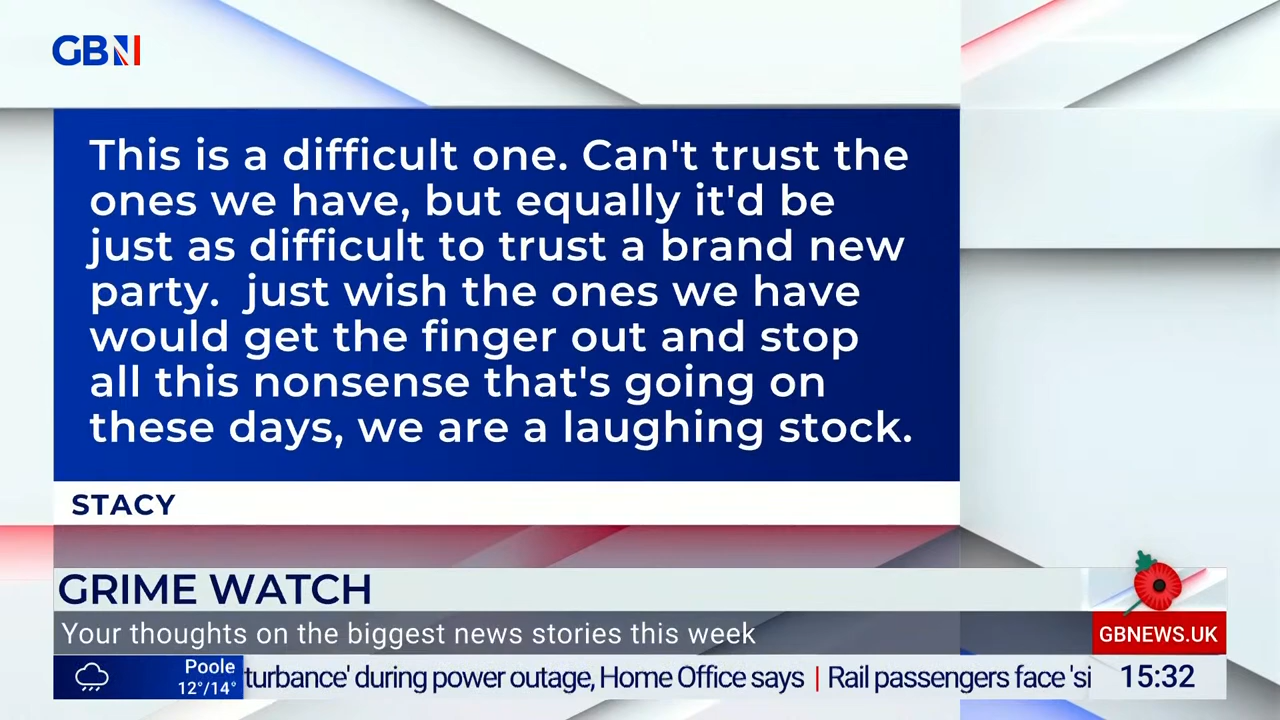 GBN
This is a difficult one. Can't trust the
ones we have, but equally it'd be
just as difficult to trust a brand new
party.  just wish the ones we have
would get the finger out and stop
all this nonsense that's going on
these days, we are a laughing stock.
STACY
GRIME WATCH
Your thoughts on the biggest news stories this week
GBNEWS.UK
Poole
12°/14°
turbance' during power outage, Home Office says | Rail passengers face 'si
15:32